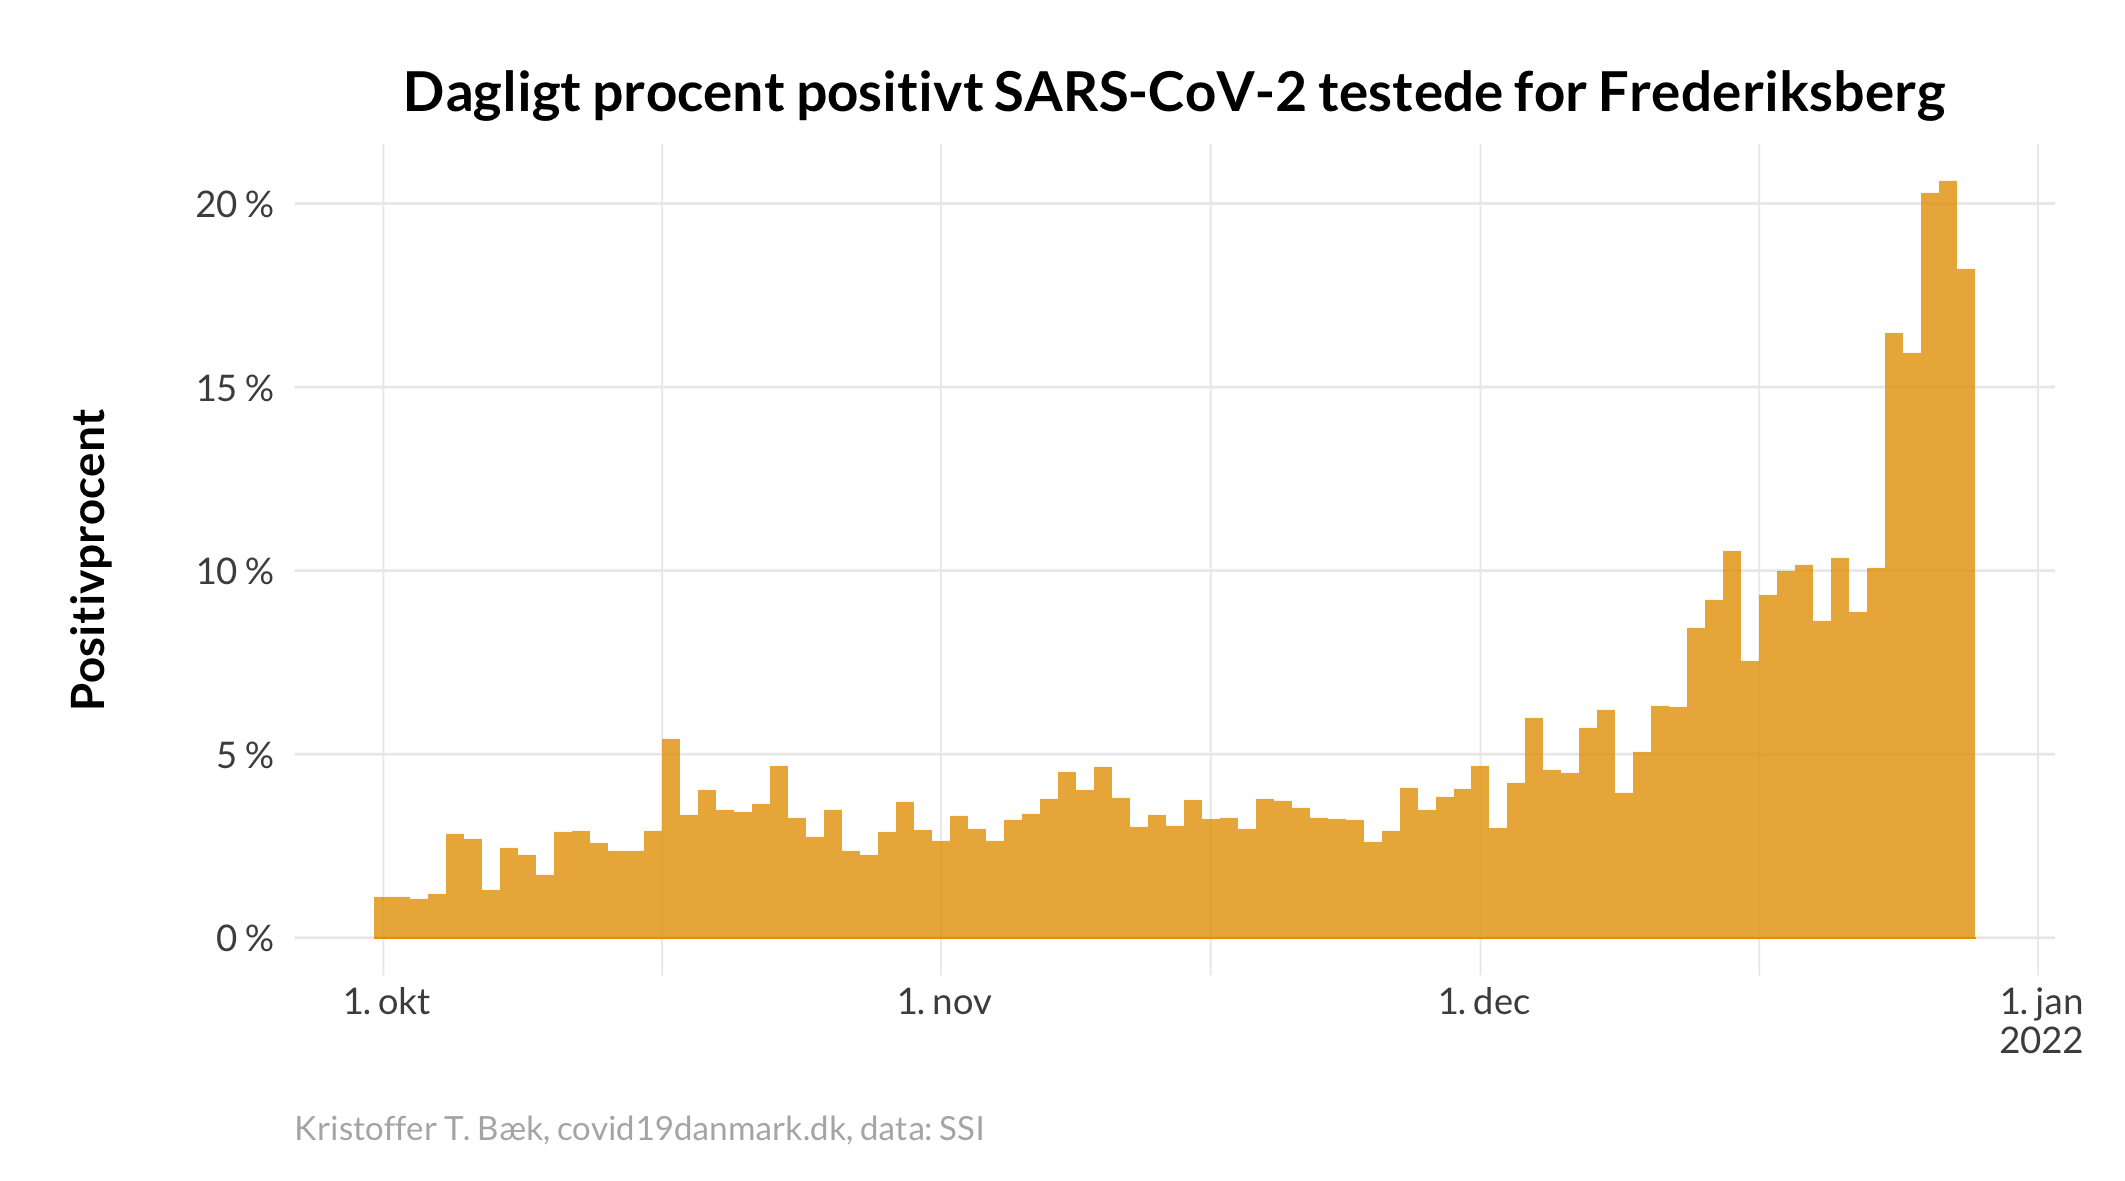 Dagligt procent positivt SARS-CoV-2 testede for Frederiksberg
Positivprocent
20 %
15 %
10 %
5 %
0 %
1. okt
1. nov
1. dec
1. jan
2022
Kristoffer T. Bæk, covid19danmark.dk, data: SSI